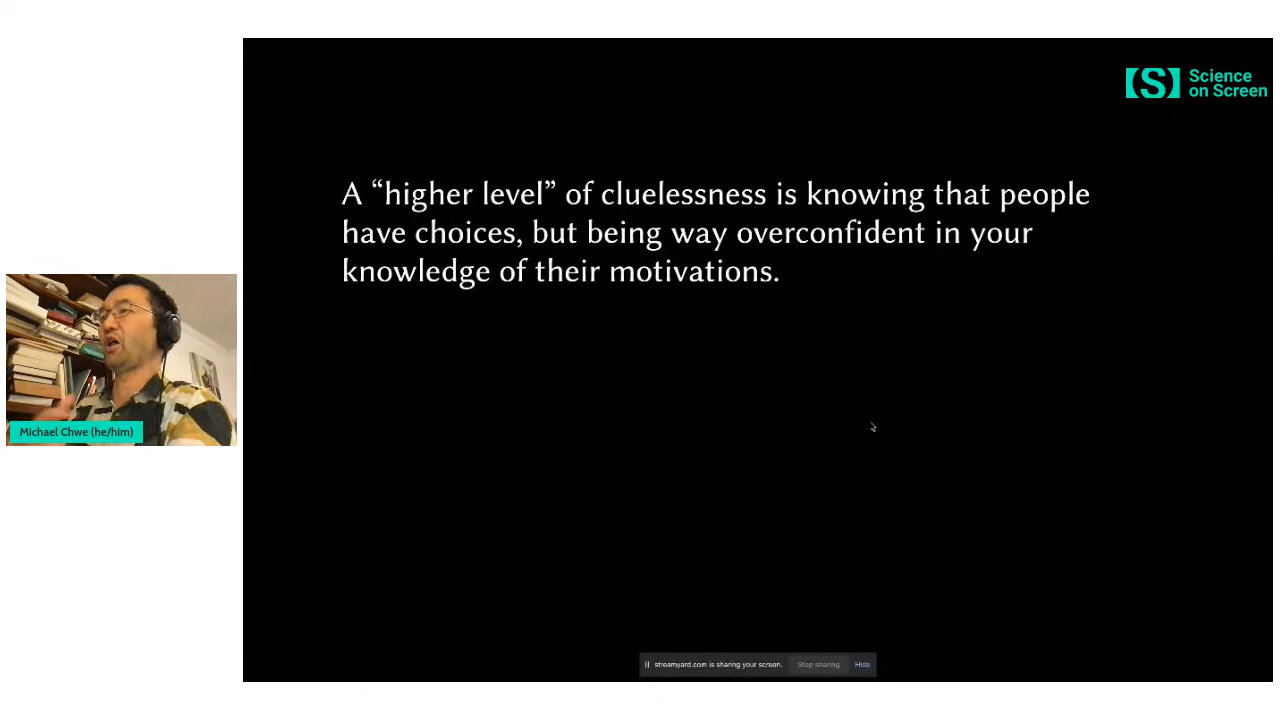 [S] Science
on Screen
A “higher level” of cluelessness is knowing that people
have choices, but being way overconfident in your
knowledge of their motivations.
Michael Chwe (he/him)
streamyard.com is sharing your screen. Stop sharing Hide